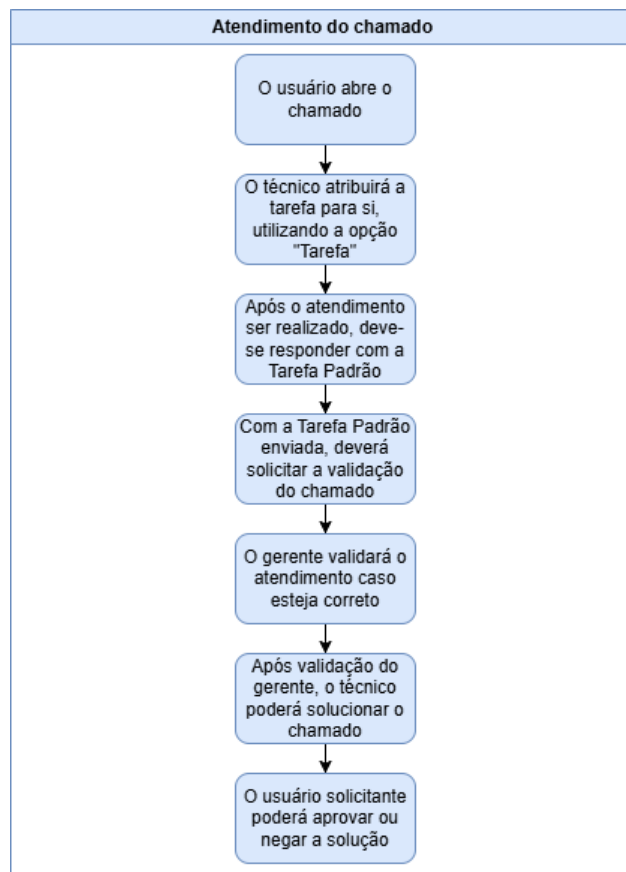 Atendimento do chamado
O usuário abre o
chamado
O técnico atribuirá a
tarefa para si,
utilizando a opção
"Tarefa"
Após o atendimento
ser realizado, deve-
se responder com a
Tarefa Padrão
Com a Tarefa Padrão
enviada, deverá
solicitar a validação
do chamado
O gerente validará o
atendimento caso
esteja correto
Após validação do
gerente, o técnico
poderá solucionar o
chamado
O usuário solicitante
poderá aprovar ou
negar a solução